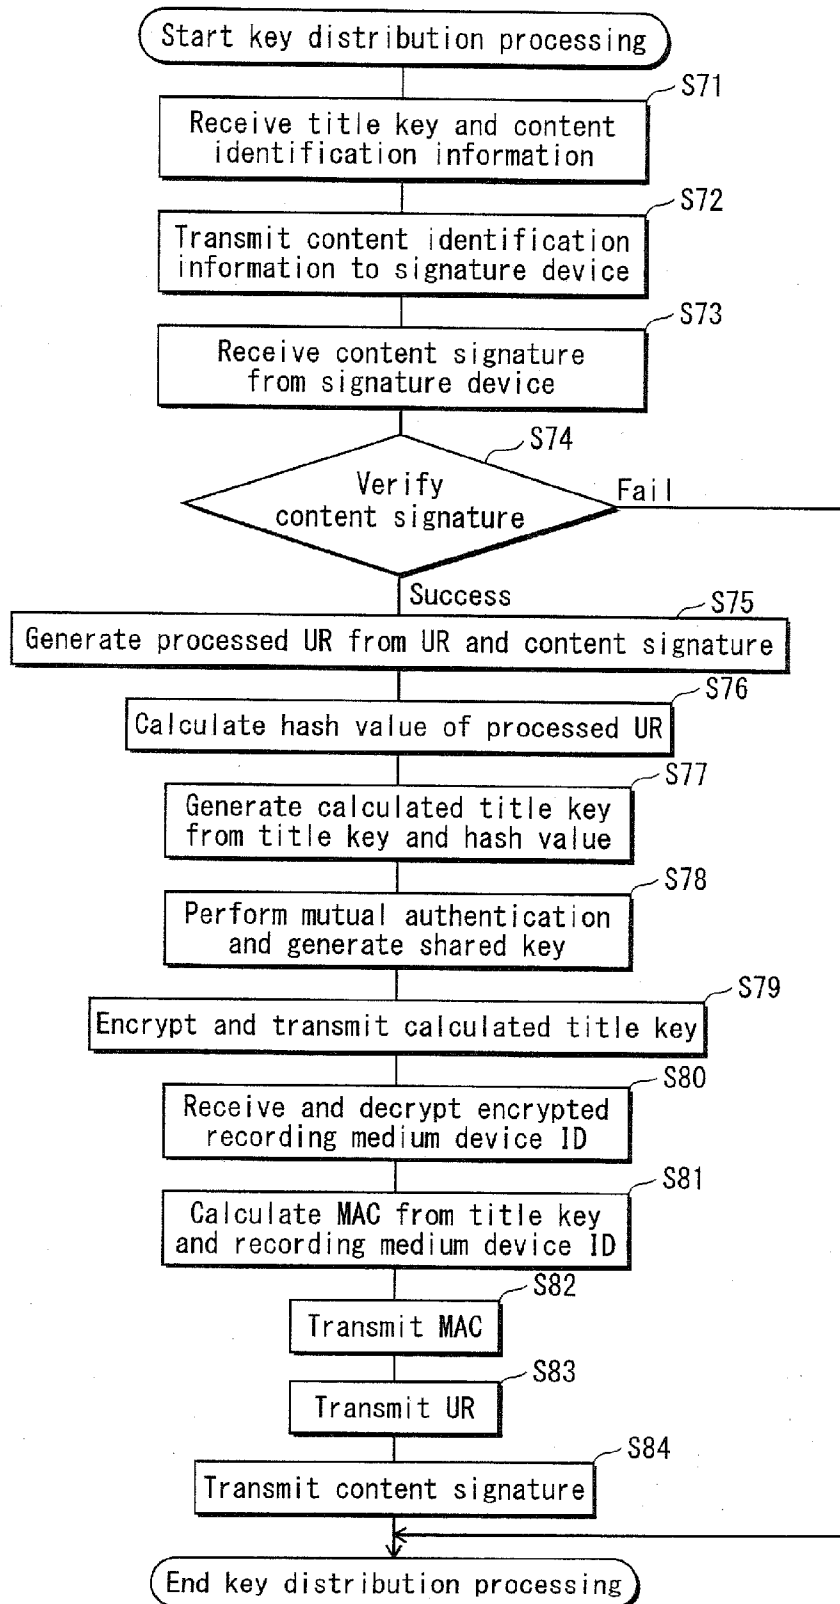 Start key distribution processing
S71
Receive title key and content
identification information
S72
Transmit content identification
information to signature device
S73
Receive content signature
from signature device
S74
Verify
content signature
Fail
Success
S75
Generate processed UR from UR and content signature
S76
Calculate hash value of processed UR
S77
Generate calculated title key
from title key and hash value
S78
Perform mutual authentication
and generate shared key
S79
Encrypt and transmit calculated title key
S80
Receive and decrypt encrypted
recording medium device ID
S81
Calculate MAC from title key
and recording medium device ID
S82
Transmit MAC
S83
Transmit UR
S84
Transmit content signature
End key distribution processing